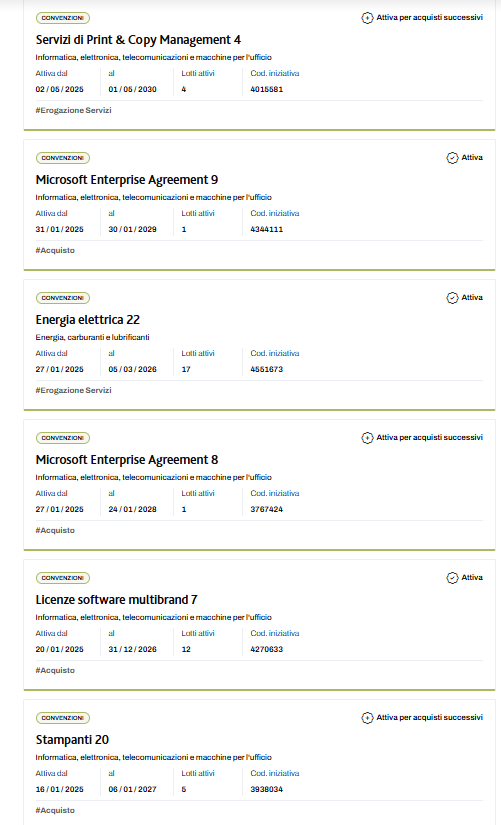 CONVENZIONI Attiva per acquisti successivi
Servizi di Print & Copy Management 4
Informatica, elettronica, telecomunicazioni e macchine per l'ufficio
Attiva dal al Lotti attivi Cod. iniziativa
02 / 05 / 2025 01 / 05 / 2030 4 4015581
#Erogazione Servizi
CONVENZIONI Attiva
Microsoft Enterprise Agreement 9
Informatica, elettronica, telecomunicazioni e macchine per l'ufficio
Attiva dal al Lotti attivi Cod. iniziativa
31 / 01 / 2025 30 / 01 / 2029 1 4344111
#Acquisto
CONVENZIONI Attiva
Energia elettrica 22
Energia, carburanti e lubrificanti
Attiva dal al Lotti attivi Cod. iniziativa
27 / 01 / 2025 05 / 03 / 2026 17 4551673
#Erogazione Servizi
CONVENZIONI Attiva per acquisti successivi
Microsoft Enterprise Agreement 8
Informatica, elettronica, telecomunicazioni e macchine per l'ufficio
Attiva dal al Lotti attivi Cod. iniziativa
27 / 01 / 2025 24 / 01 / 2028 1 3767424
#Acquisto
CONVENZIONI Attiva
Licenze software multibrand 7
Informatica, elettronica, telecomunicazioni e macchine per l'ufficio
Attiva dal al Lotti attivi Cod. iniziativa
20 / 01 / 2025 31 / 12 / 2026 12 4270633
#Acquisto
CONVENZIONI Attiva per acquisti successivi
Stampanti 20
Informatica, elettronica, telecomunicazioni e macchine per l'ufficio
Attiva dal al Lotti attivi Cod. iniziativa
16 / 01 / 2025 06 / 01 / 2027 5 3938034
#Acquisto